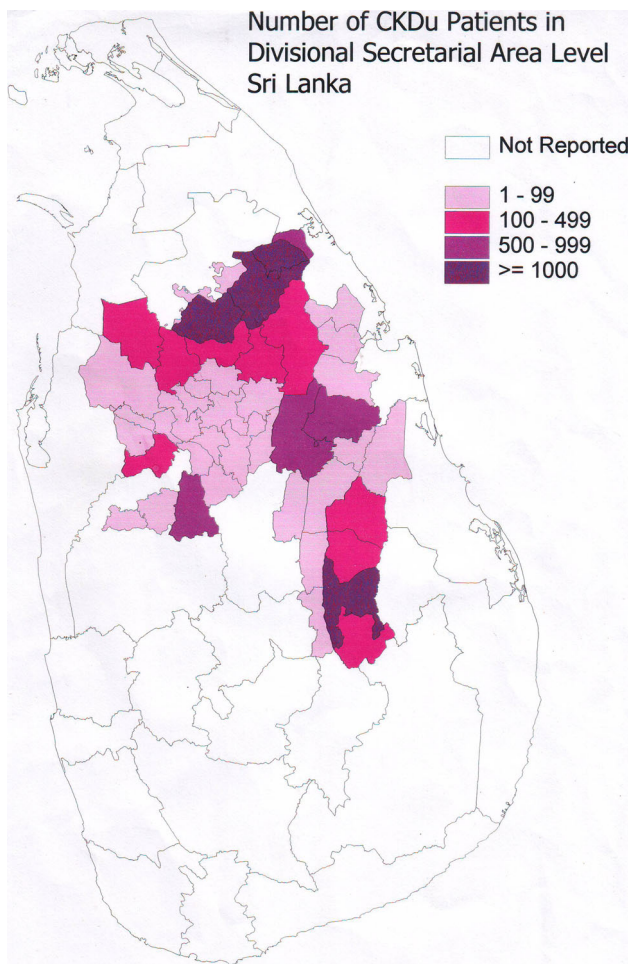 Number of CKDu Patients in
Divisional Secretarial Area Level
Sri Lanka
Not Reported
1 - 99
100 - 499
500 - 999
>= 1000